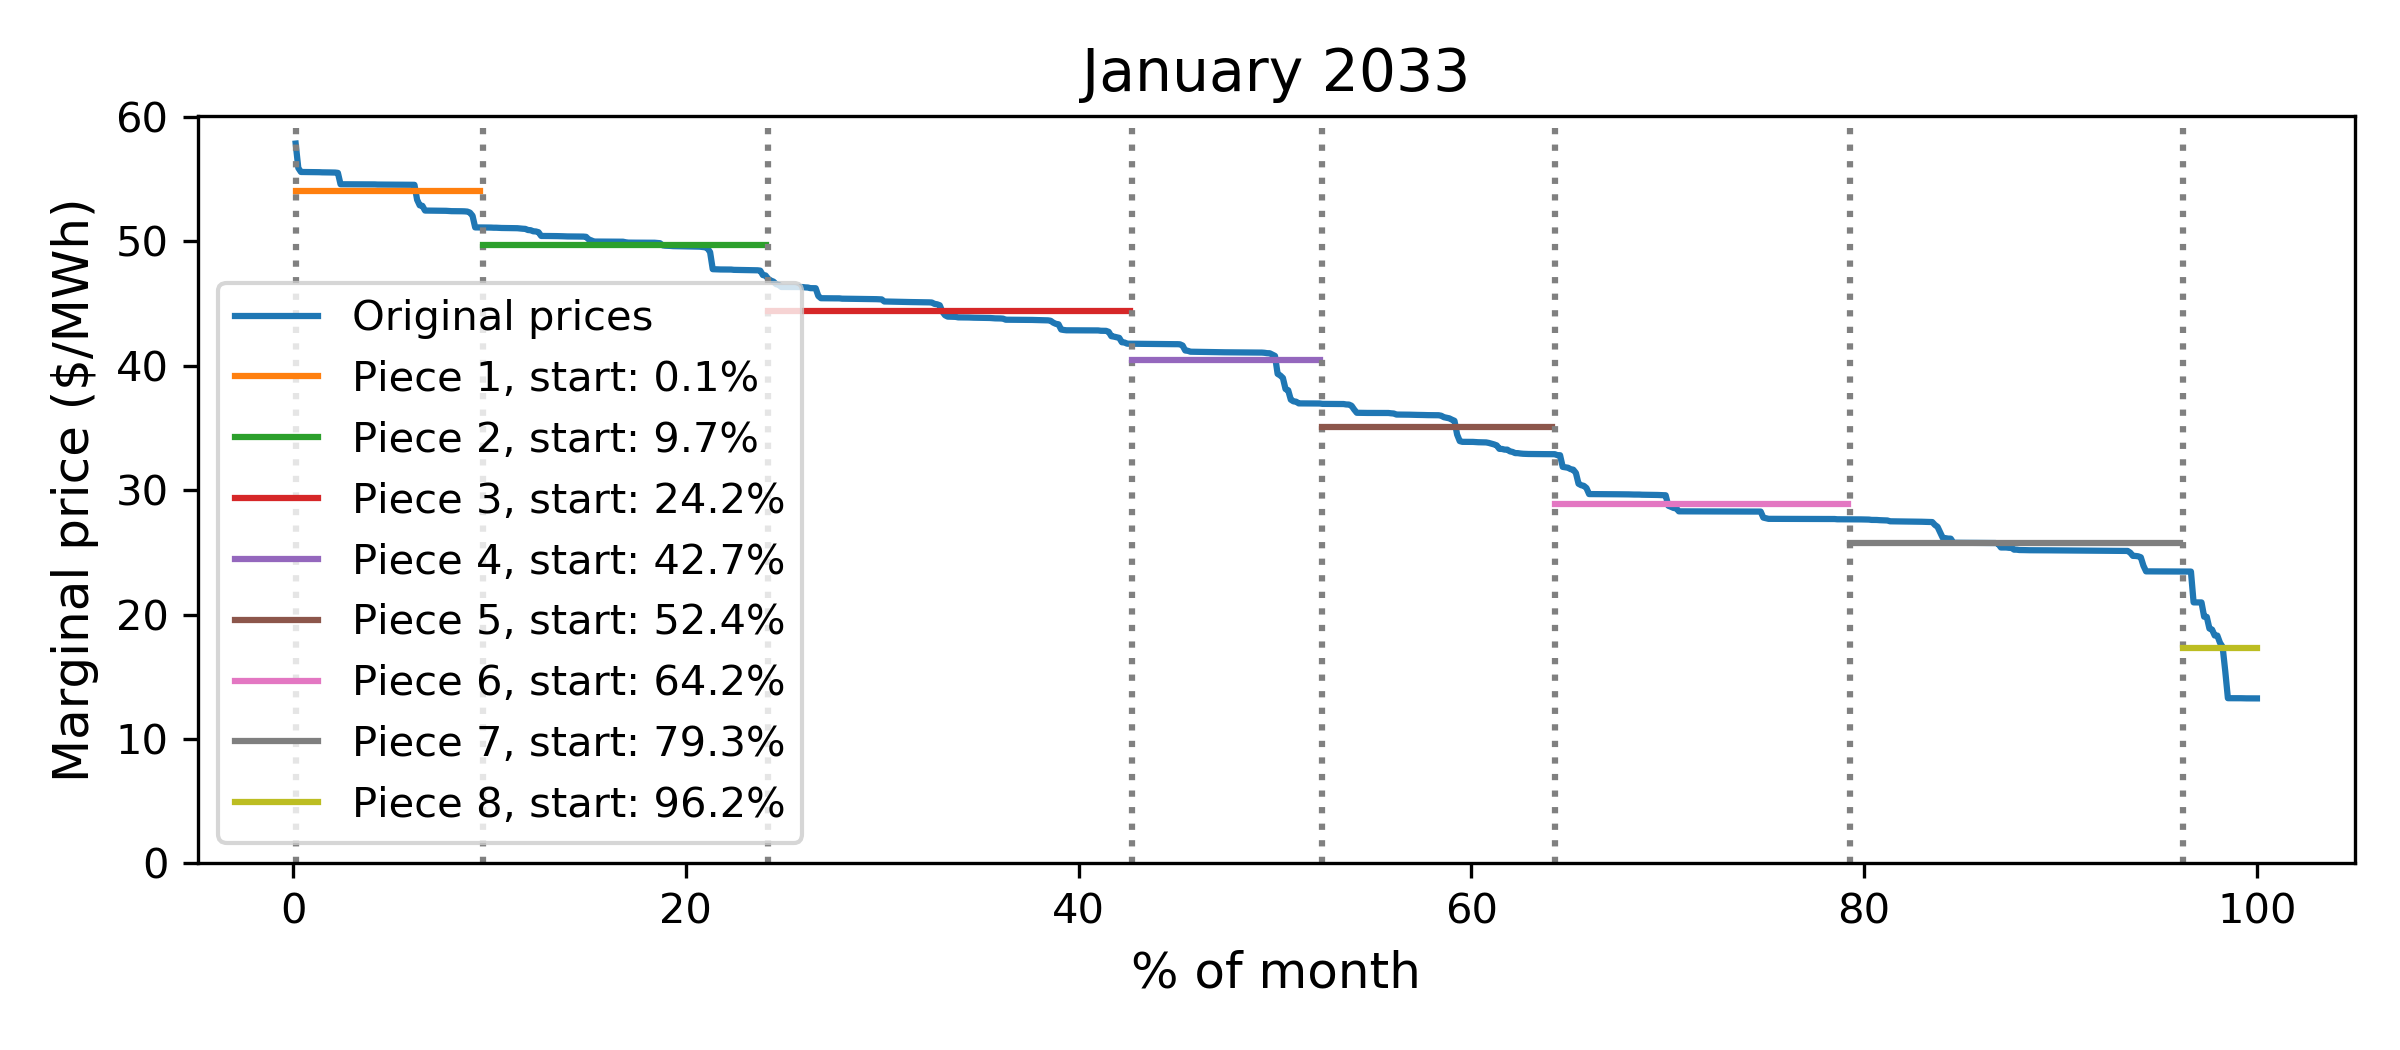 January 2033
Marginal price ($/MWh)
60
50
40
30
20
10
0
Original prices
Piece 1, start: 0.1%
Piece 2, start: 9.7%
Piece 3, start: 24.2%
Piece 4, start: 42.7%
Piece 5, start: 52.4%
Piece 6, start: 64.2%
Piece 7, start: 79.3%
Piece 8, start: 96.2%
0 20 40 60 80 100
% of month